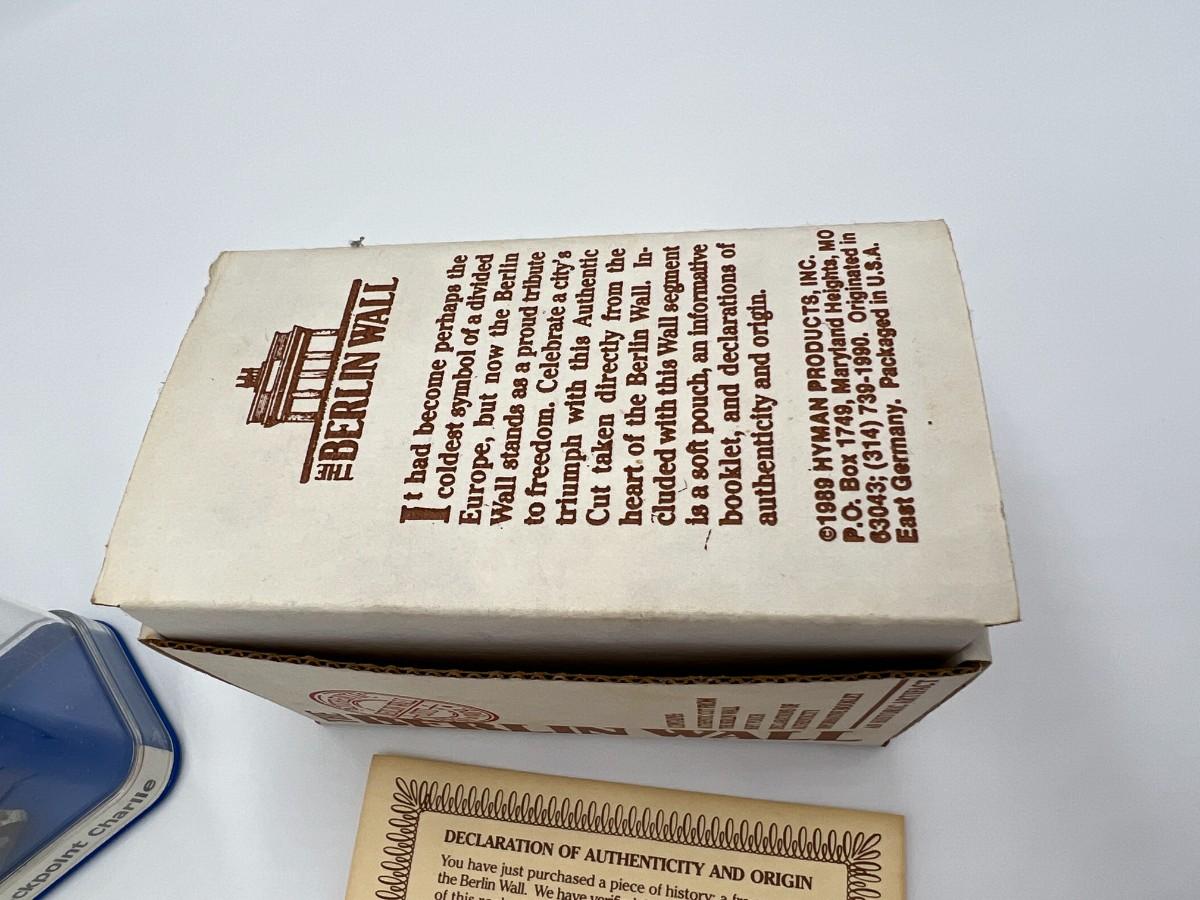 THE BERLIN WALL
It had become perhaps the
coldest symbol of a divided
Europe, but now the Berlin
Wall stands as a proud tribute
to freedom. Celebrate a city's
triumph with this Authentic
Cut taken directly from the
heart of the Berlin Wall. In-
cluded with this Wall segment
is a soft pouch, an informative
booklet, and declarations of
authenticity and origin.
©1989 HYMAN PRODUCTS, INC.
P.O. Box 1749, Maryland Heights, MO
63043; (314) 739-1990. Originated in
East Germany. Packaged in U.S.A.
THE BERLIN WALL
ckpoint Charlie
DECLARATION OF AUTHENTICITY AND ORIGIN
You have just purchased a piece of history: a
the Berlin Wall. We have
of this